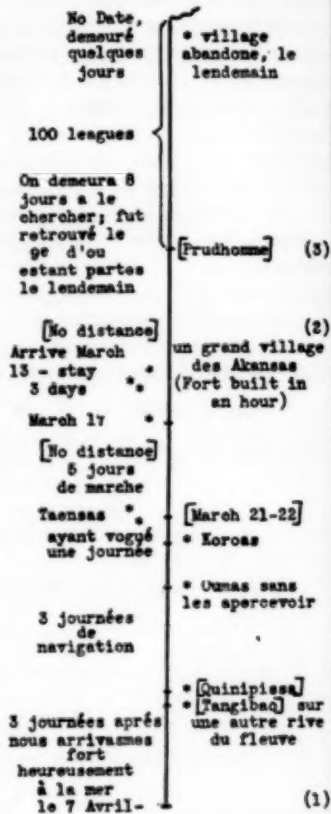 No Date,
demeuré
quelques
jours
* village
abandone, le
lendemain
100 leagues
On demeura 8
jours a le
chercher; fut
retrouvé le
9e d'ou
estant partes
le lendemain
[Prudhomme] (3)
[No distance]
Arrive March
13 - stay *
3 days **
(2)
un grand village
des Akansas
(Fort built in
an hour)
March 17 *
[No distance]
5 jours
de marche
Taensas **
[March 21-22]
ayant vogué
une journée
* Koroas
* Oumas sans
les apercevoir
3 journées
de
navigation
* [Quinipissa]
* [Tangibao] sur
une autre rive
du fleuve
3 journées aprés
nous arrivasmes
fort
heureusement
à la mer
le 7 Avril-
(1)